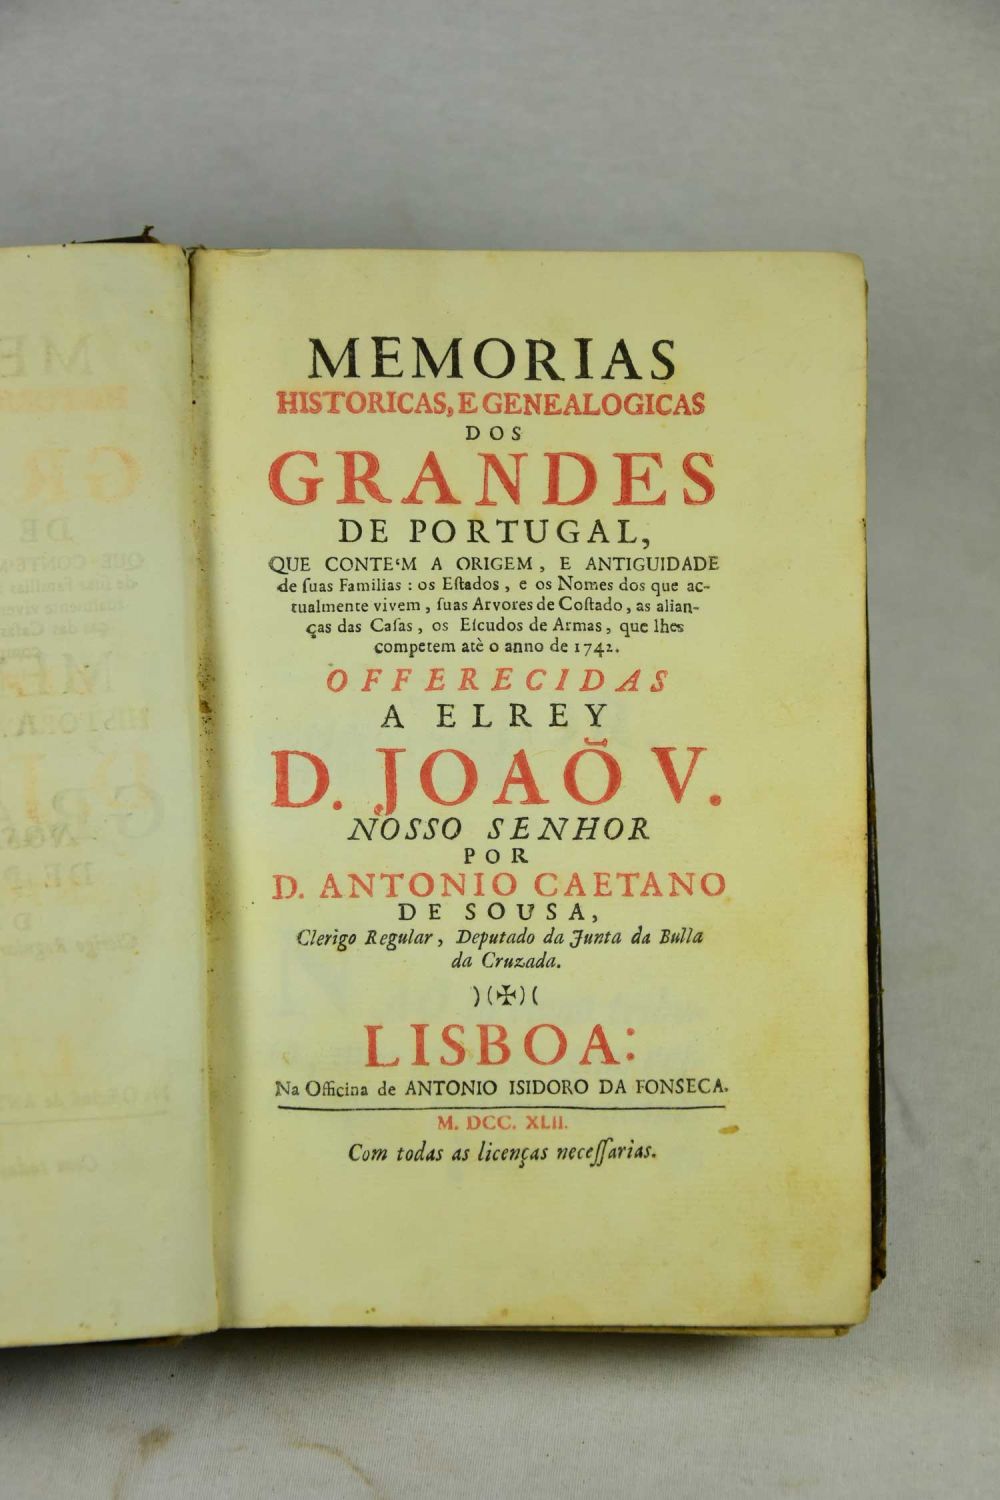 MEMORIAS
HISTORICAS, E GENEALOGICAS
DOS
GRANDES
DE PORTUGAL,
QUE CONTE'M A ORIGEM, E ANTIGUIDADE
de ſuas Familias : os Eſtados, e os Nomes dos que ac-
tualmente vivem, ſuas Arvores de Coſtado, as alian-
ças das Caſas, os Eſcudos de Armas, que lhes
competem atè o anno de 1742.
OFFERECIDAS
A ELREY
D. JOAÕ V.
NOSSO SENHOR
POR
D. ANTONIO CAETANO
DE SOUSA,
Clerigo Regular, Deputado da Junta da Bulla
da Cruzada.
)(✠)(
LISBOA:
Na Officina de ANTONIO ISIDORO DA FONSECA.
M. DCC. XLII.
Com todas as licenças neceſſarias.